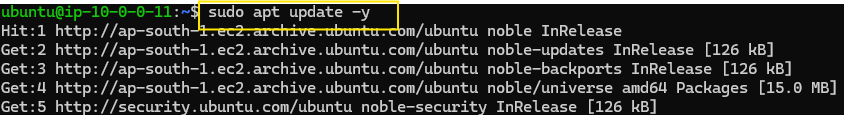 ubuntu@ip-10-0-0-11:~$ sudo apt update -y
Hit:1 http://ap-south-1.ec2.archive.ubuntu.com/ubuntu noble InRelease
Get:2 http://ap-south-1.ec2.archive.ubuntu.com/ubuntu noble-updates InRelease [126 kB]
Get:3 http://ap-south-1.ec2.archive.ubuntu.com/ubuntu noble-backports InRelease [126 kB]
Get:4 http://ap-south-1.ec2.archive.ubuntu.com/ubuntu noble/universe amd64 Packages [15.0 MB]
Get:5 http://security.ubuntu.com/ubuntu noble-security InRelease [126 kB]